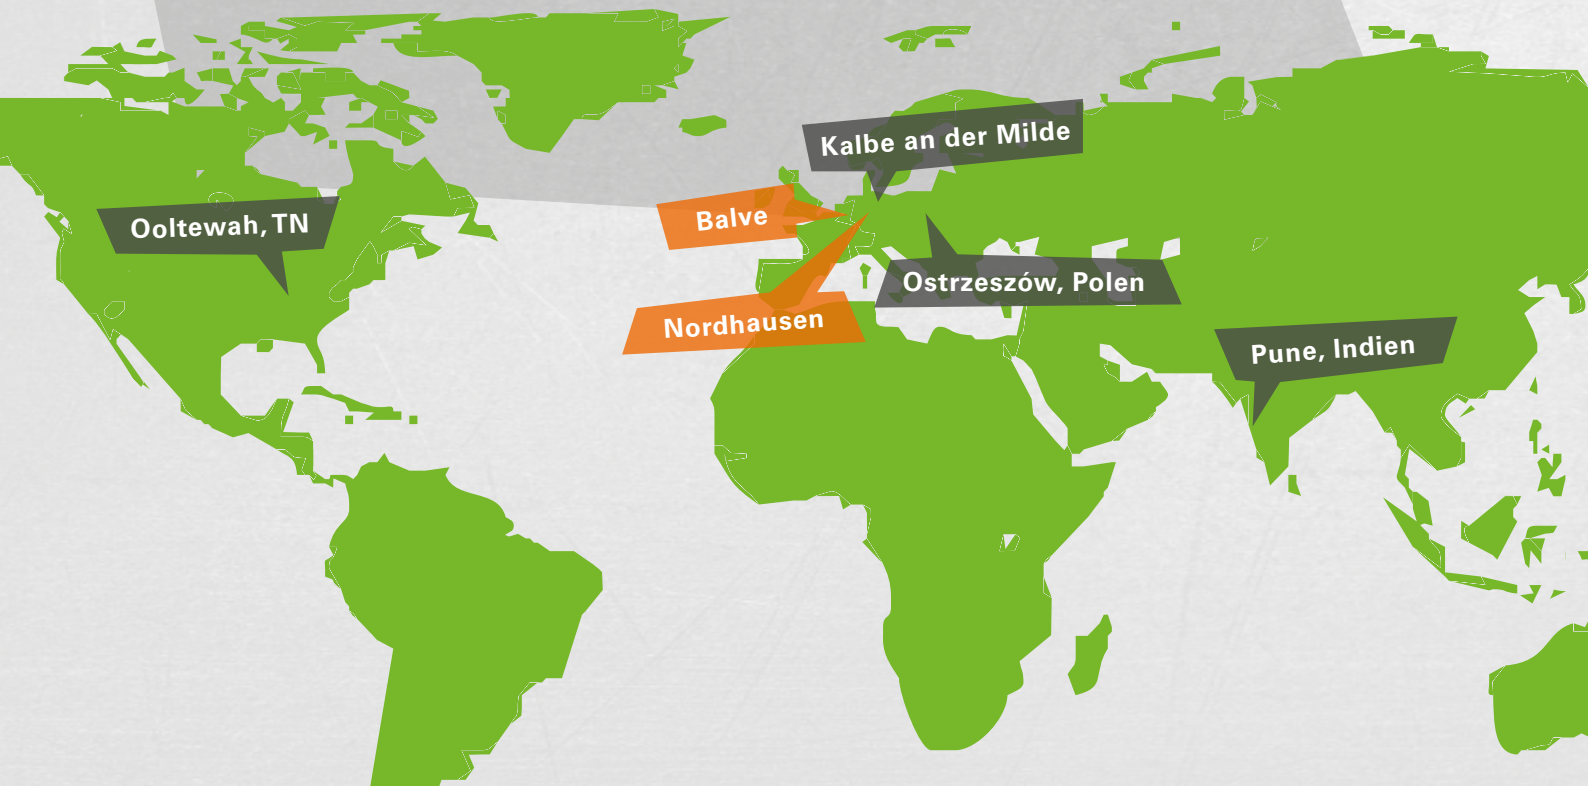 Kalbe an der Milde
Balve
Ooltewah, TN
Ostrzeszów, Polen
Nordhausen
Pune, Indien